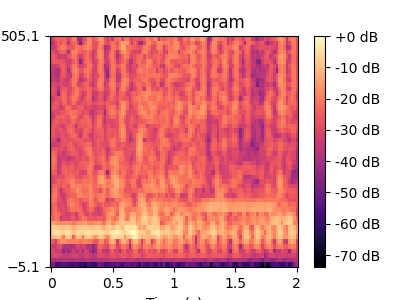 Mel Spectrogram
505.1
−5.1
0
0.5
1
1.5
2
+0 dB
-10 dB
-20 dB
-30 dB
-40 dB
-50 dB
-60 dB
-70 dB